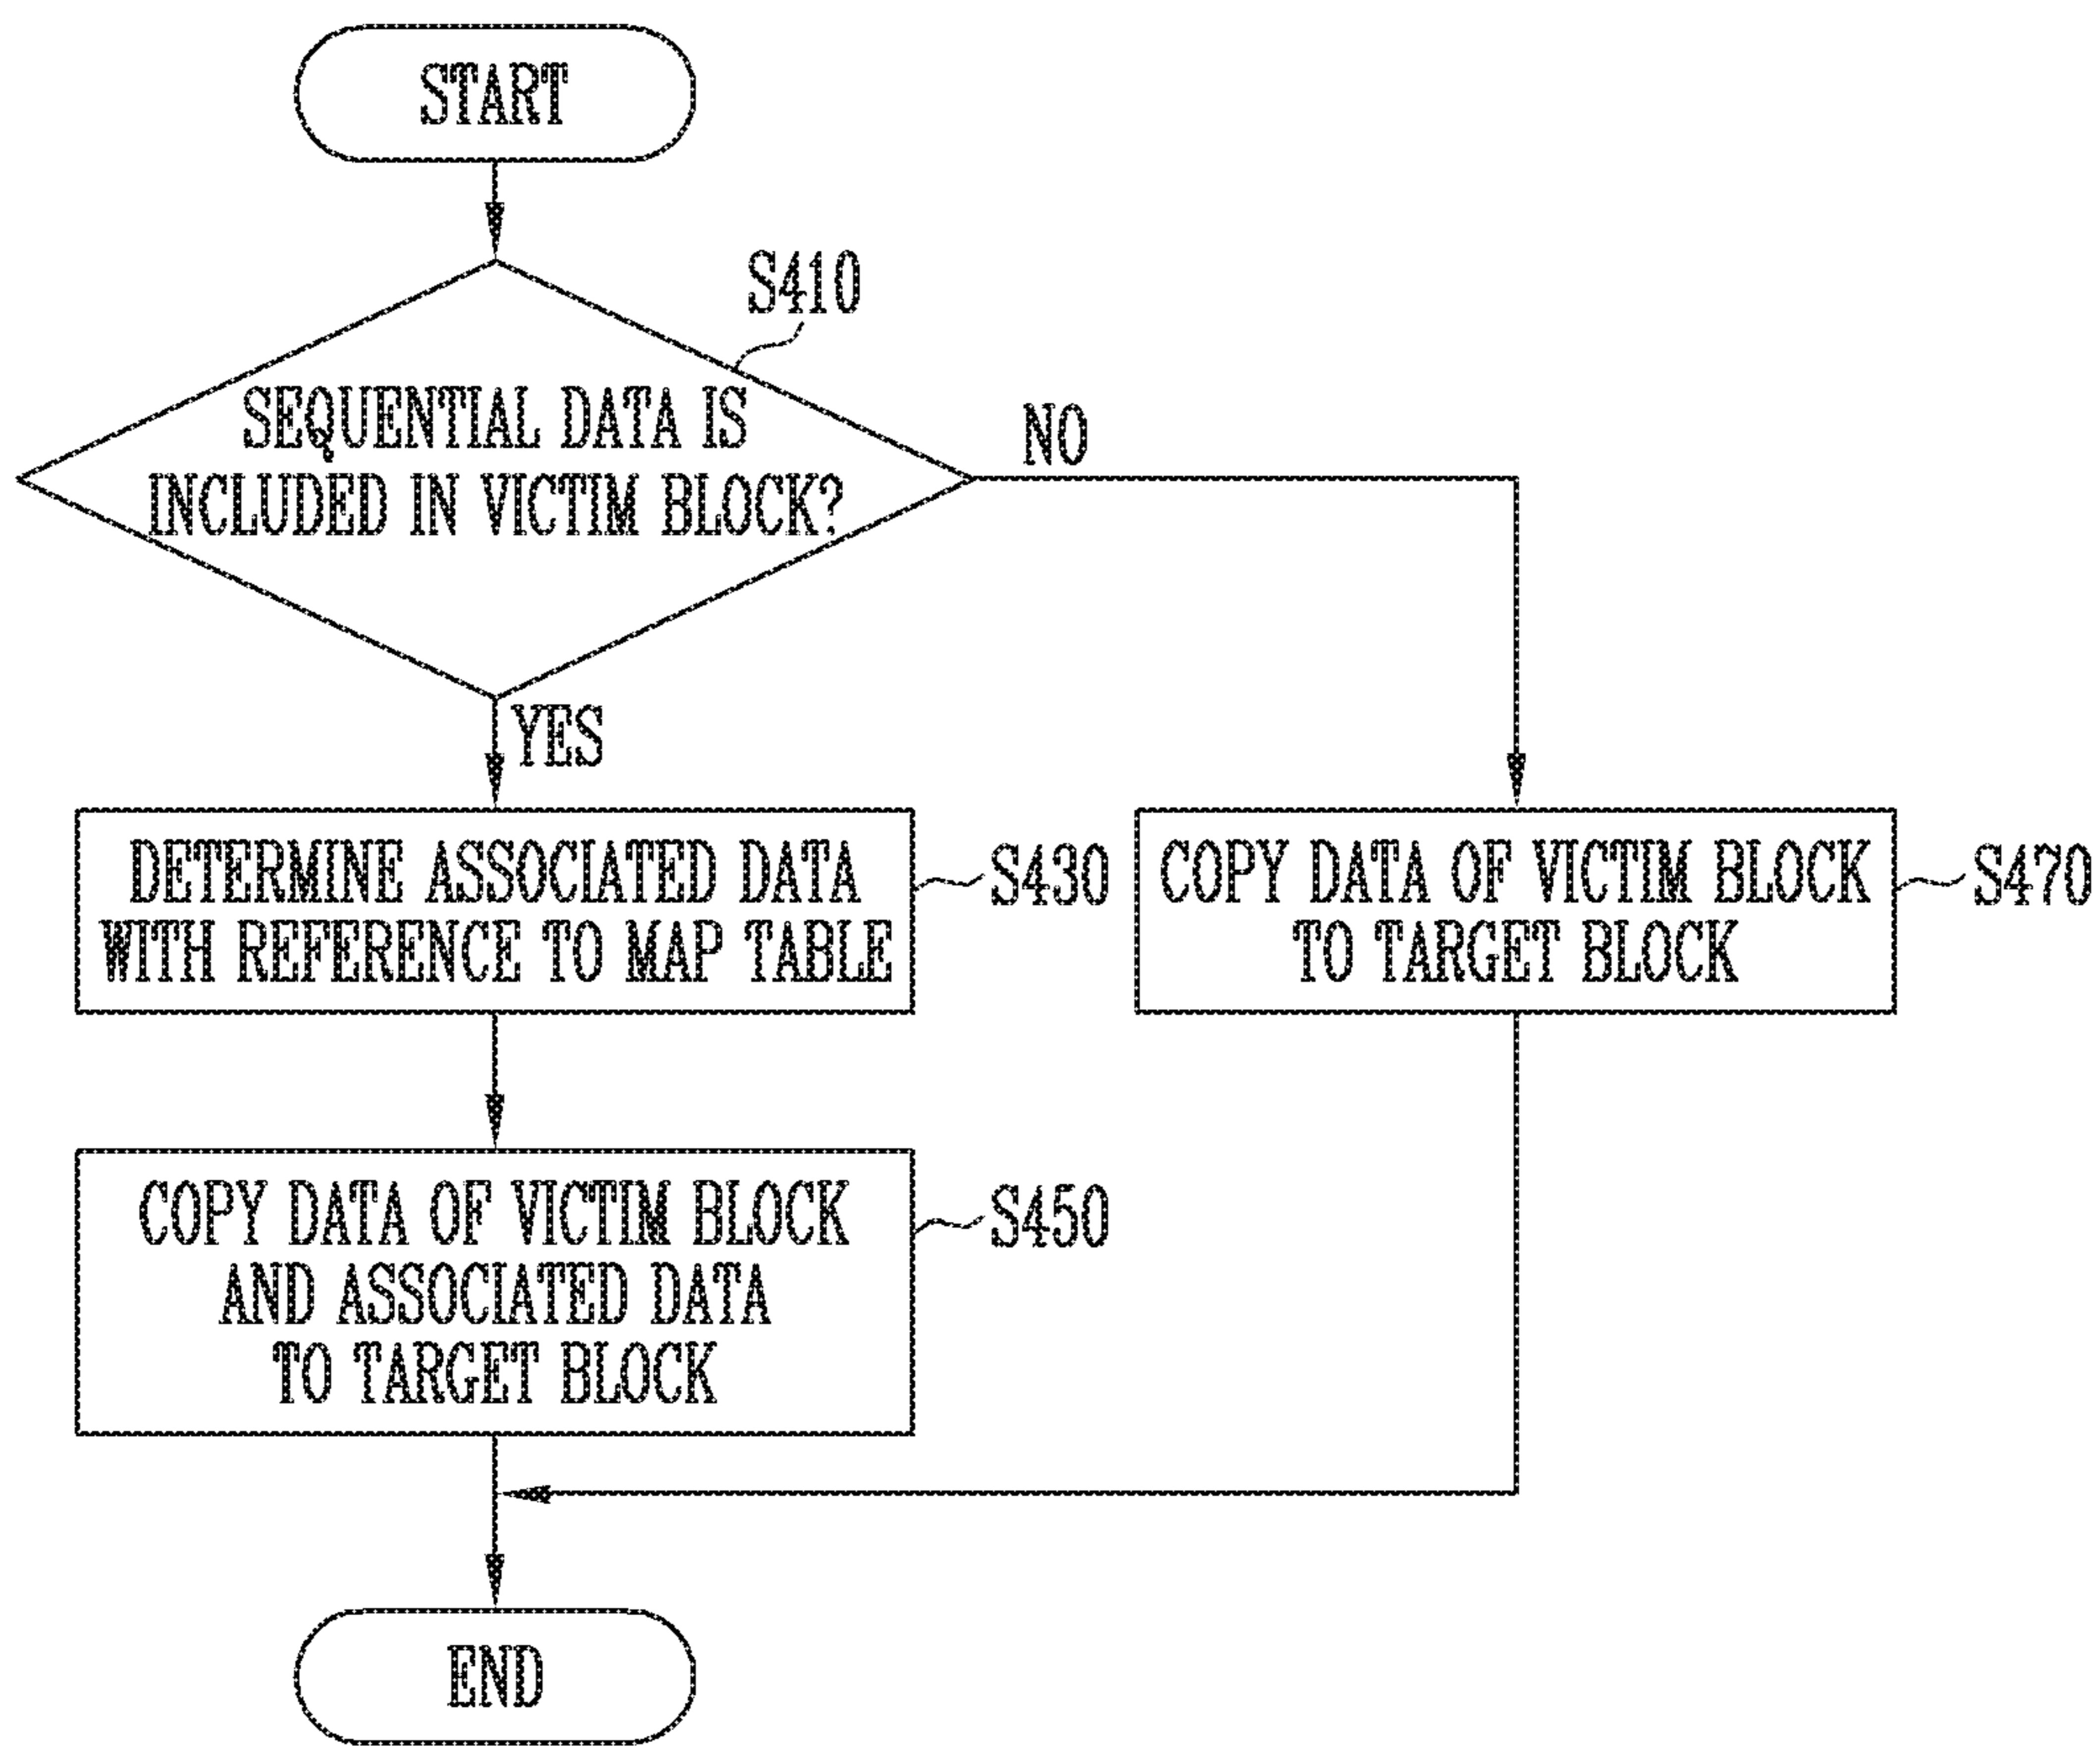 START
S410
SEQUENTIAL DATA IS
INCLUDED IN VICTIM BLOCK?
NO
YES
DETERMINE ASSOCIATED DATA
WITH REFERENCE TO MAP TABLE
S430
COPY DATA OF VICTIM BLOCK
TO TARGET BLOCK
S470
COPY DATA OF VICTIM BLOCK
AND ASSOCIATED DATA
TO TARGET BLOCK
S450
END